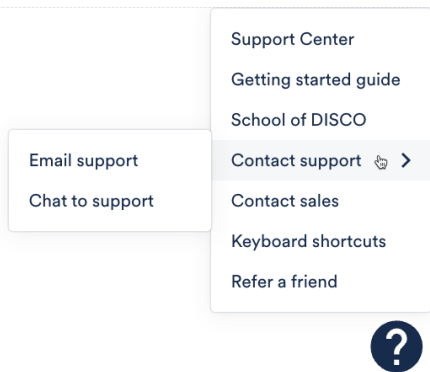 Support Center
Getting started guide
School of DISCO
Contact support
Email support
Chat to support
Contact sales
Keyboard shortcuts
Refer a friend
?